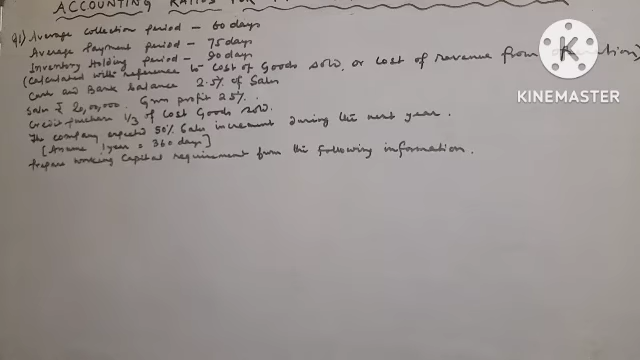 ACCOUNTING RATIOS FOR
Q1) Average Collection period - 60 days
Average Payment period - 75 days
Inventory Holding period - 90 days
(Calculated with reference to Cost of Goods sold. or Cost of revenue from
Cash and Bank balance 2.5% of Sales
Sales ₹ 20,00,000. Gross profit 25%.
Credit purchase 1/3 of Cost Goods sold.
The company expected 50% Sales increment during the next year.
[Assume 1 year = 360 days]
Prepare working Capital requirement from the following information.
K
KINEMASTER